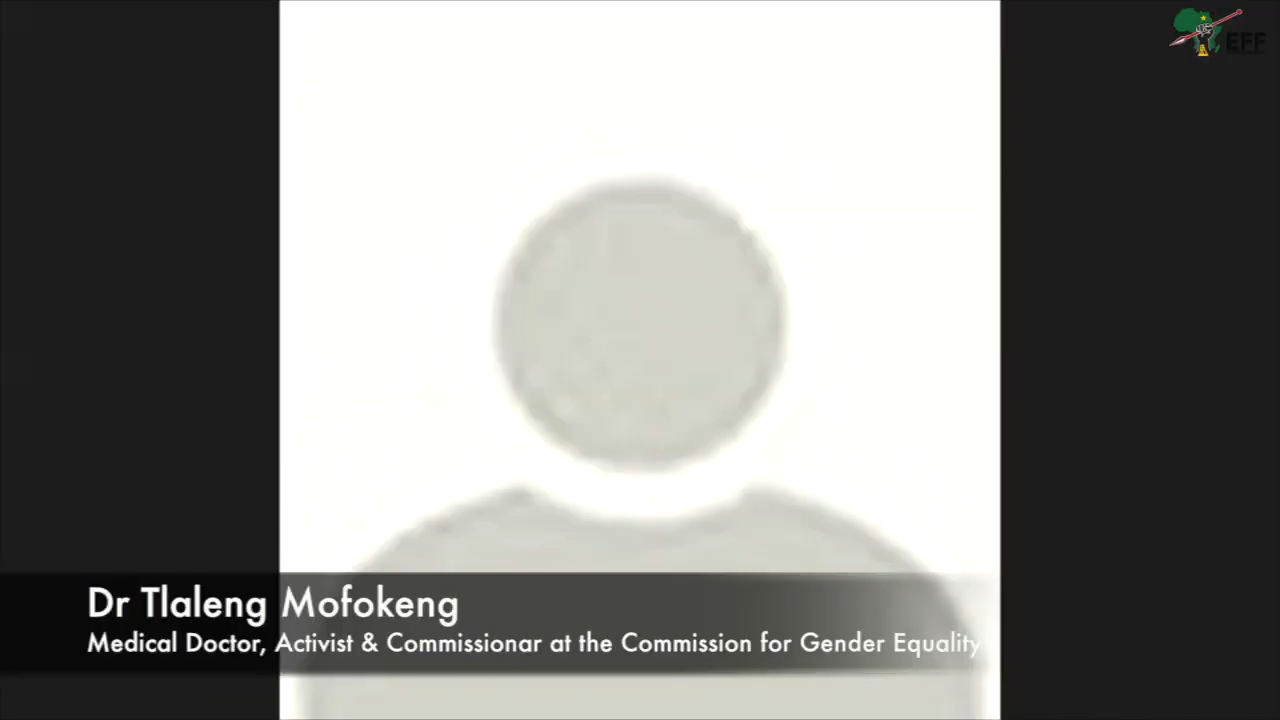 EFF
Dr Tlaleng Mofokeng
Medical Doctor, Activist & Commissionar at the Commission for Gender Equality